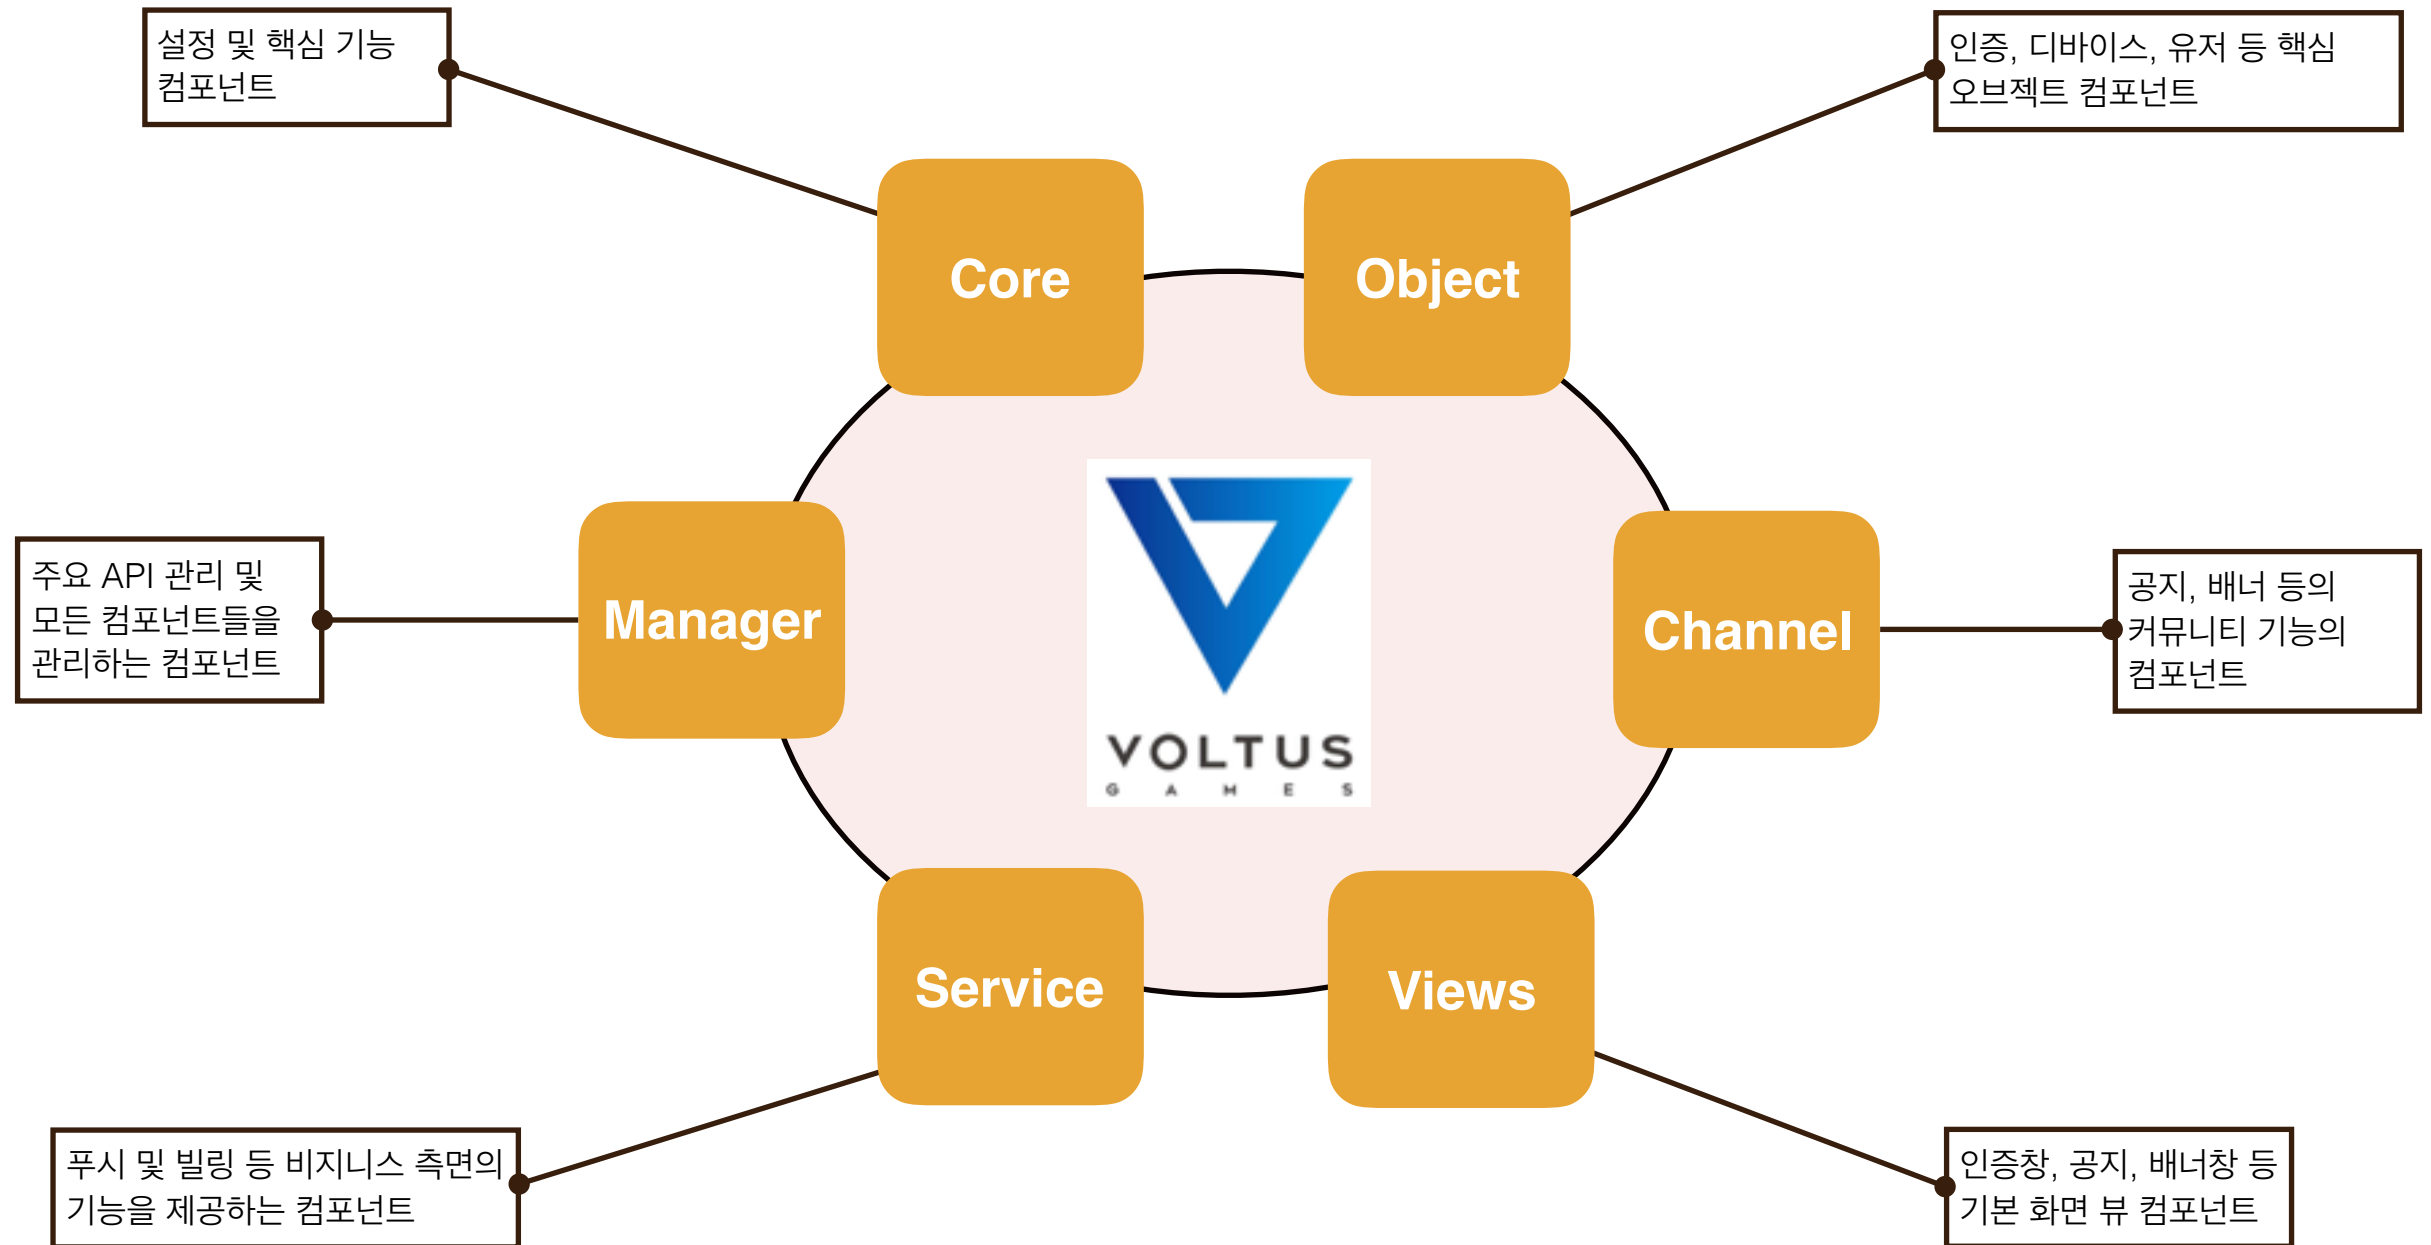 설정 및 핵심 기능
컴포넌트
인증, 디바이스, 유저 등 핵심
오브젝트 컴포넌트
Core
Object
주요 API 관리 및
모든 컴포넌트들을
관리하는 컴포넌트
Manager
VOLTUS
GAMES
Channel
공지, 배너 등의
커뮤니티 기능의
컴포넌트
Service
Views
푸시 및 빌링 등 비지니스 측면의
기능을 제공하는 컴포넌트
인증창, 공지, 배너창 등
기본 화면 뷰 컴포넌트